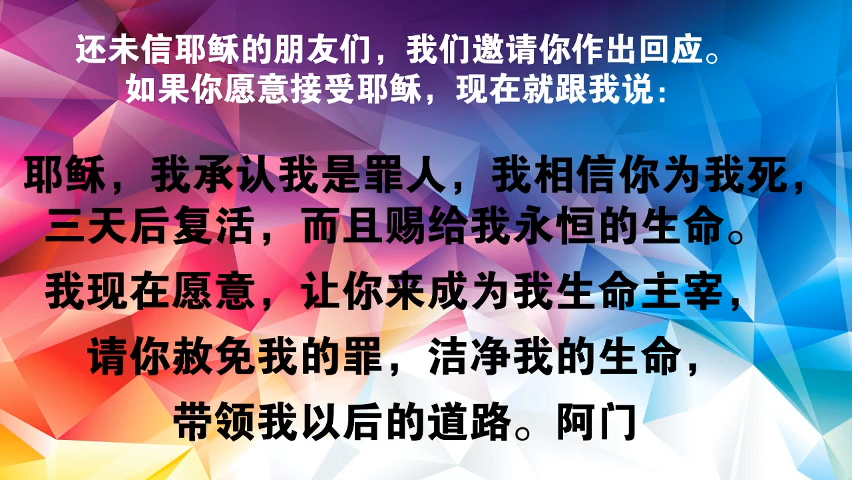 还未信耶稣的朋友们，我们邀请你作出回应。
如果你愿意接受耶稣，现在就跟我说：
耶稣，我承认我是罪人，我相信你为我死，
三天后复活，而且赐给我永恒的生命。
我现在愿意，让你来成为我生命主宰，
请你赦免我的罪，洁净我的生命，
带领我以后的道路。阿门